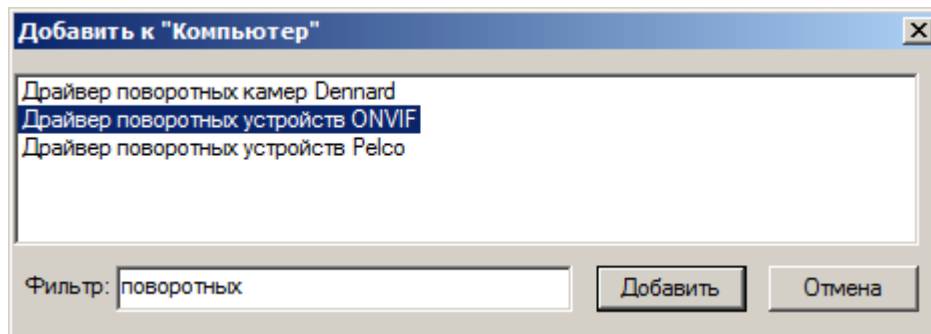 Добавить к "Компьютер"
Драйвер поворотных камер Dennard
Драйвер поворотных устройств ONVIF
Драйвер поворотных устройств Pelco
Фильтр: поворотных Добавить Отмена